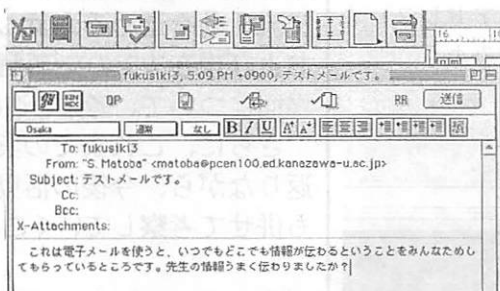 fukusiki3, 5:09 PM +0900, テストメールです。
QP
RR
送信
Osaka
通常
なし
B I U
To: fukusiki3
From: "S. Matoba" <matoba@pcen100.ed.kanazawa-u.ac.jp>
Subject: テストメールです。
Cc:
Bcc:
X-Attachments:
これは電子メールを使うと、いつでもどこでも情報が伝わるということをみんなためし
てもらっているところです。先生の情報うまく伝わりましたか？